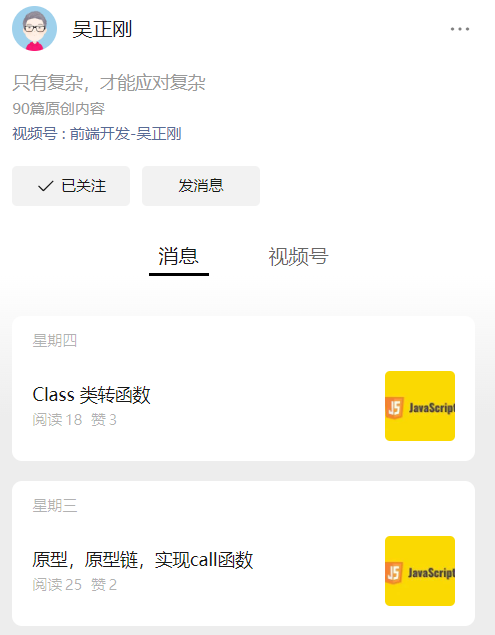 吴正刚
只有复杂，才能应对复杂
90篇原创内容
视频号：前端开发-吴正刚
已关注
发消息
消息
视频号
星期四
Class 类转函数
阅读 18 赞 3
JS JavaScript
星期三
原型，原型链，实现call函数
阅读 25 赞 2
JS JavaScript